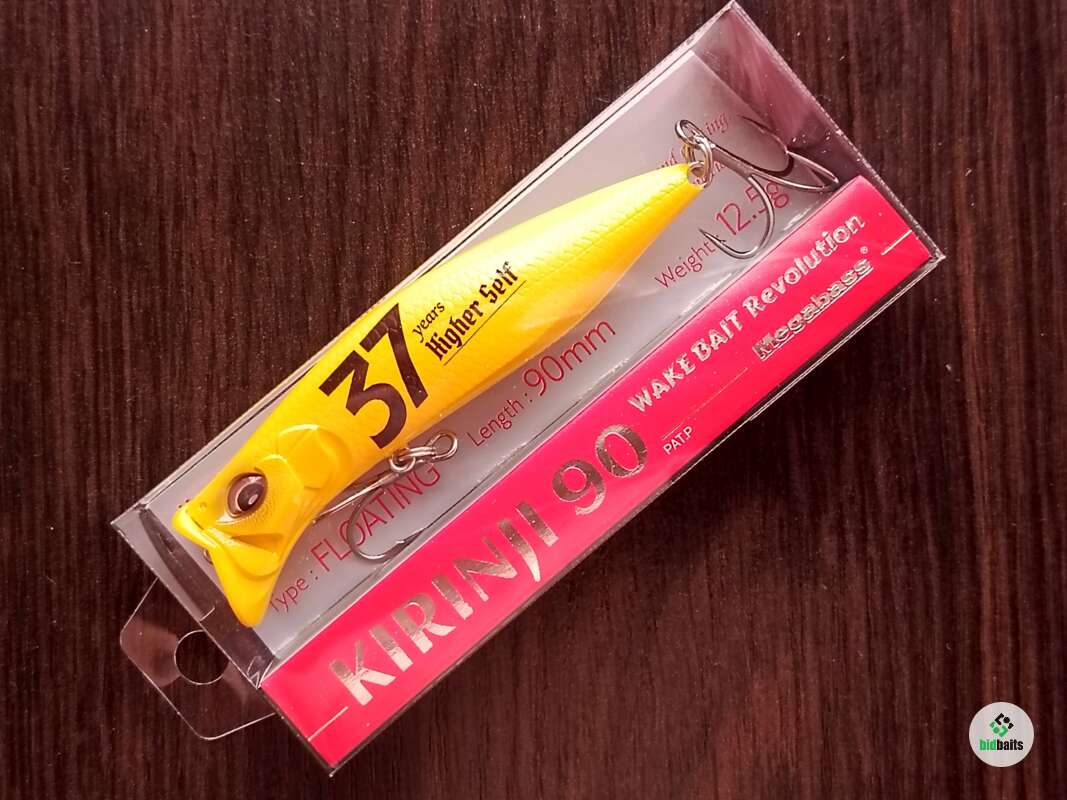 37
years
Higher Self
Type : FLOATING
Length : 90mm
Weight : 12.5g
KIRINJI 90
PAT.P
WAKE BAIT Revolution
Megabass®
bidbaits